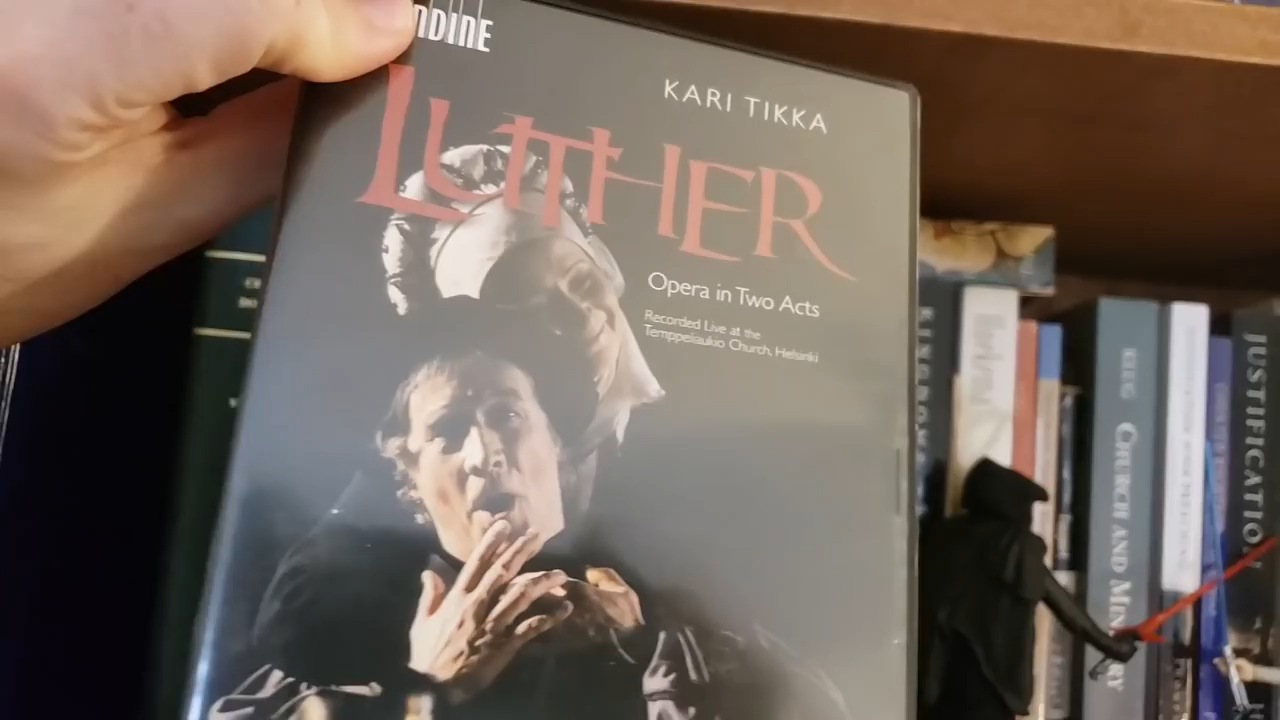 NDINE
KARI TIKKA
LUTHER
Opera in Two Acts
Recorded Live at the
Temppeliaukio Church, Helsinki
CHURCH AND MINISTRY
JUSTIFICATION